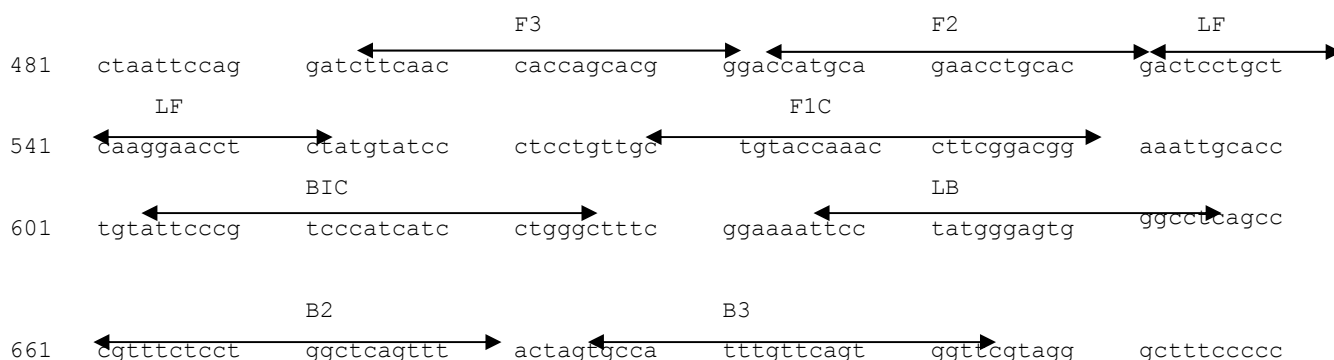 F3 F2 LF
481 ctaattccag gatcttcaac caccagcacg ggaccatgca gaacctgcac gactcctgct
LF F1C
541 caaggaacct ctatgtatcc ctcctgttgc tgtaccaaac cttcggacgg aaattgcacc
BIC LB
601 tgtattcccg tcccatcatc ctgggctttc ggaaaattcc tatgggagtg ggcctcagcc
B2 B3
661 cgtttctcct ggctcagttt actagtgcca tttgttcagt ggttcgtagg gctttccccc